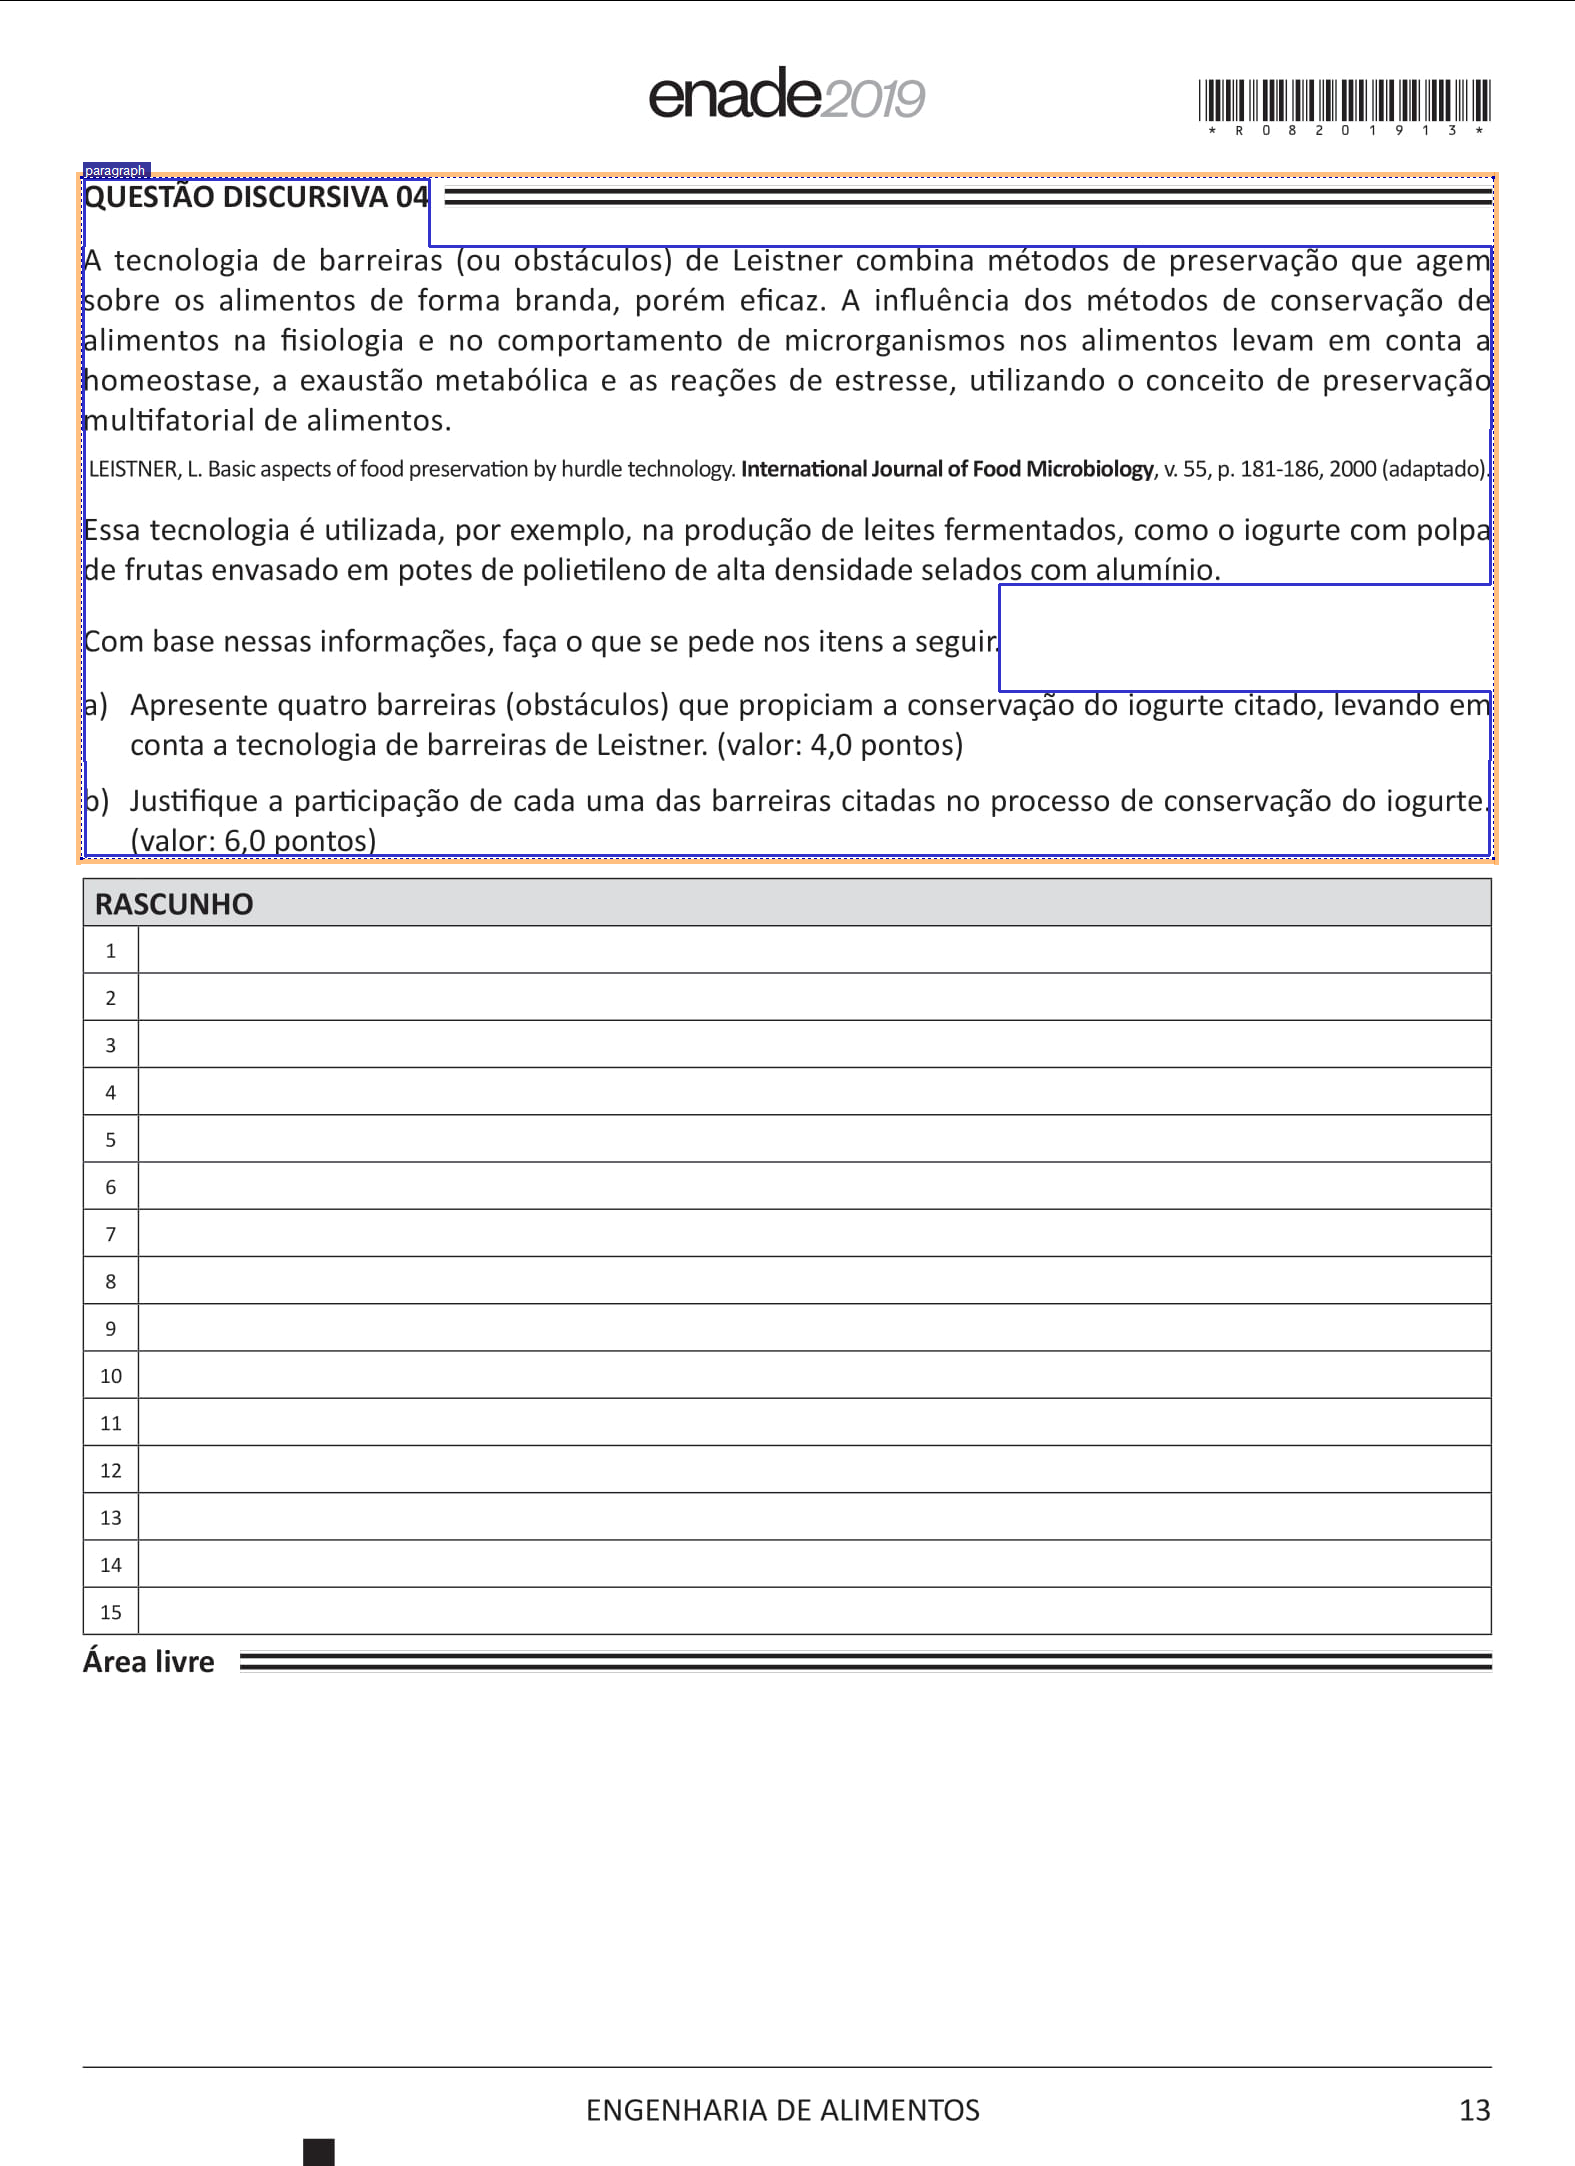 enade2019
*R08201913*
paragraph
QUESTÃO DISCURSIVA 04
A tecnologia de barreiras (ou obstáculos) de Leistner combina métodos de preservação que agem
sobre os alimentos de forma branda, porém eficaz. A influência dos métodos de conservação de
alimentos na fisiologia e no comportamento de microrganismos nos alimentos levam em conta a
homeostase, a exaustão metabólica e as reações de estresse, utilizando o conceito de preservação
multifatorial de alimentos.
LEISTNER, L. Basic aspects of food preservation by hurdle technology. International Journal of Food Microbiology, v. 55, p. 181-186, 2000 (adaptado).
Essa tecnologia é utilizada, por exemplo, na produção de leites fermentados, como o iogurte com polpa
de frutas envasado em potes de polietileno de alta densidade selados com alumínio.
Com base nessas informações, faça o que se pede nos itens a seguir.
a) Apresente quatro barreiras (obstáculos) que propiciam a conservação do iogurte citado, levando em
conta a tecnologia de barreiras de Leistner. (valor: 4,0 pontos)
b) Justifique a participação de cada uma das barreiras citadas no processo de conservação do iogurte.
(valor: 6,0 pontos)
RASCUNHO
1
2
3
4
5
6
7
8
9
10
11
12
13
14
15
Área livre
ENGENHARIA DE ALIMENTOS
13